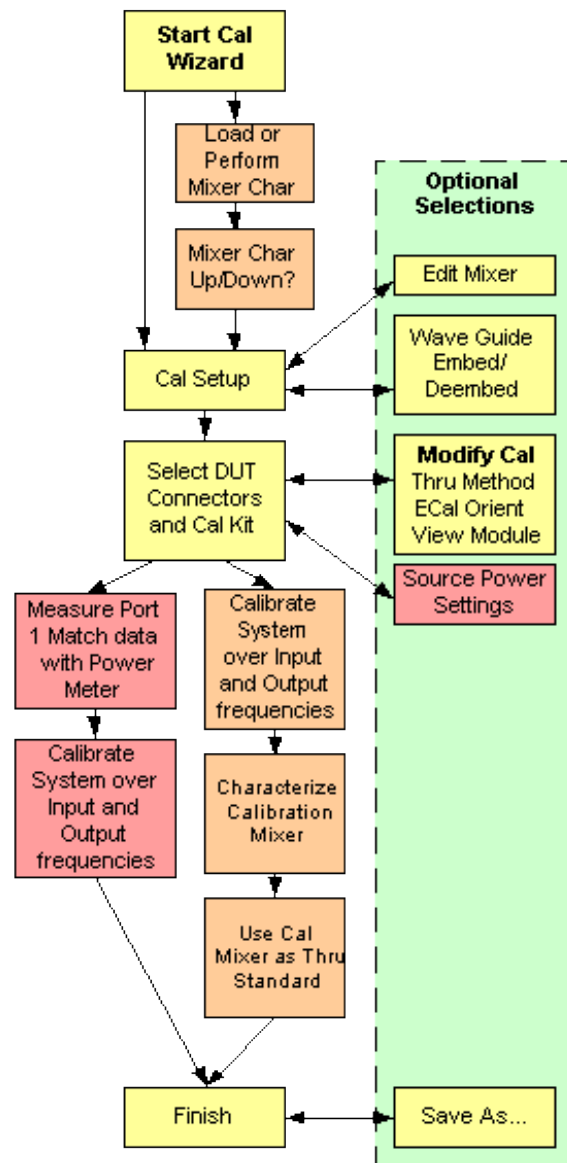 Start Cal
Wizard
Load or
Perform
Mixer Char
Mixer Char
Up/Down?
Cal Setup
Select DUT
Connectors
and Cal Kit
Measure Port
1 Match data
with Power
Meter
Calibrate
System over
Input and
Output
frequencies
Calibrate
System
over Input
and Output
frequencies
Characterize
Calibration
Mixer
Use Cal
Mixer as Thru
Standard
Finish
Optional
Selections
Edit Mixer
Wave Guide
Embed/
Deembed
Modify Cal
Thru Method
ECal Orient
View Module
Source Power
Settings
Save As...